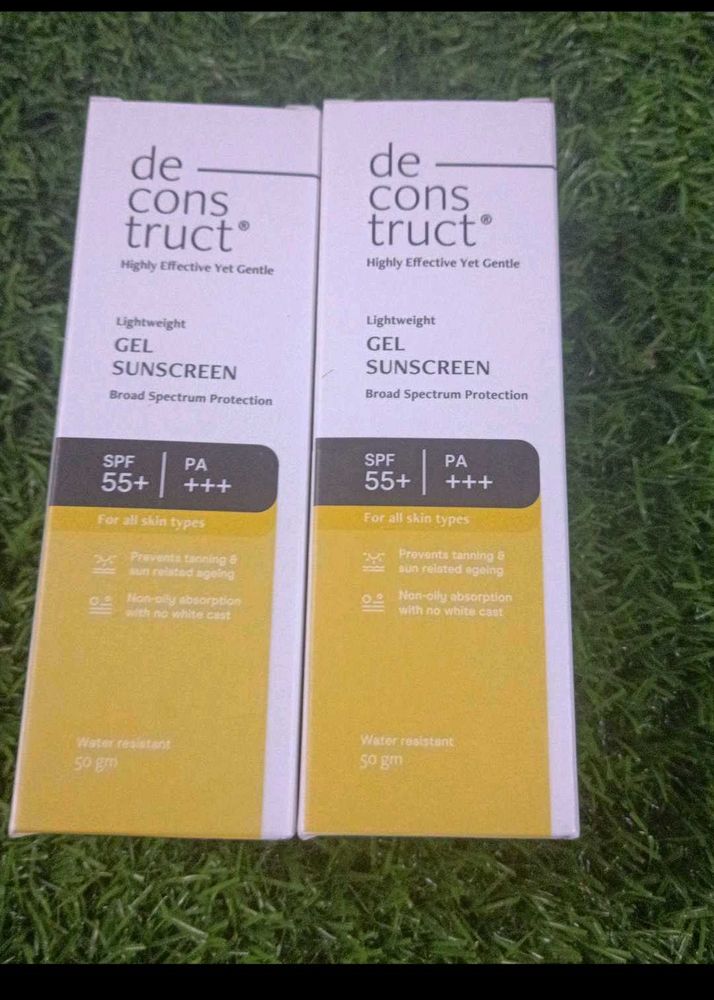 de
cons
truct®
Highly Effective Yet Gentle
Lightweight
GEL
SUNSCREEN
Broad Spectrum Protection
SPF
55+
PA
+++
For all skin types
Prevents tanning &
sun related ageing
Non-oily absorption
with no white cast
Water resistant
50 gm
de
cons
truct®
Highly Effective Yet Gentle
Lightweight
GEL
SUNSCREEN
Broad Spectrum Protection
SPF
55+
PA
+++
For all skin types
Prevents tanning &
sun related ageing
Non-oily absorption
with no white cast
Water resistant
50 gm